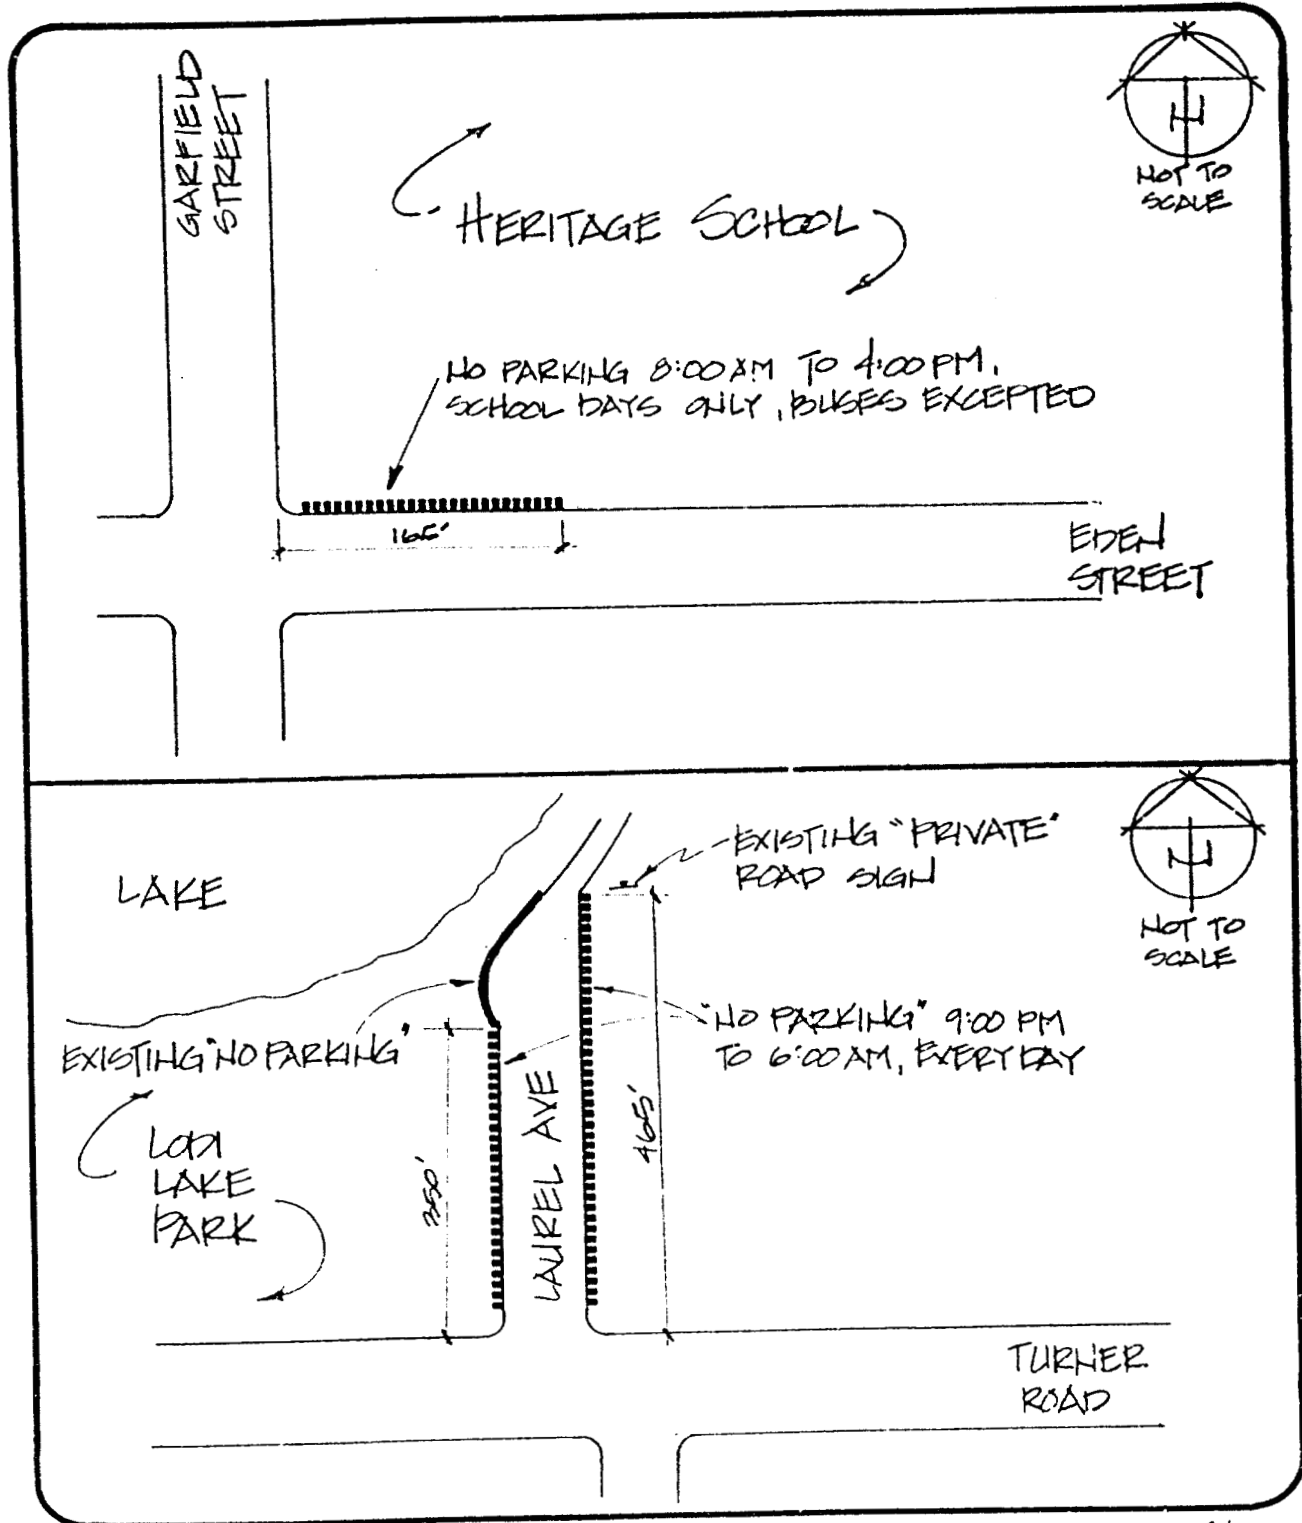 GARFIELD
STREET
N
NOT TO
SCALE
HERITAGE SCHOOL
NO PARKING 8:00 AM TO 4:00 PM,
SCHOOL DAYS ONLY, BUSES EXCEPTED
165'
EDEN
STREET
LAKE
EXISTING "PRIVATE"
ROAD SIGN
N
NOT TO
SCALE
EXISTING "NO PARKING"
"NO PARKING" 9:00 PM
TO 6:00 AM, EVERY DAY
LODI
LAKE
PARK
350'
LAUREL AVE
465'
TURNER
ROAD